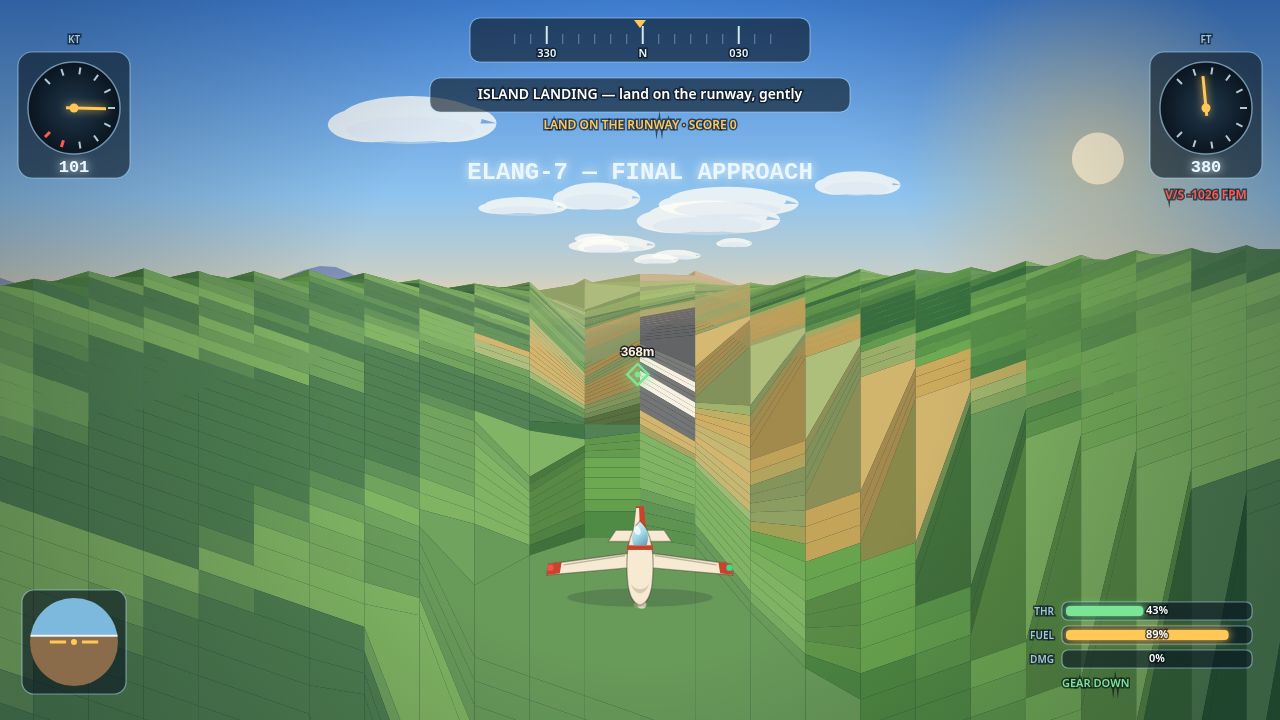 KT
330 N 030
FT
ISLAND LANDING — land on the runway, gently
LAND ON THE RUNWAY · SCORE 0
101
ELANG-7 — FINAL APPROACH
380
V/S -1026 FPM
368m
THR 43%
FUEL 89%
DMG 0%
GEAR DOWN